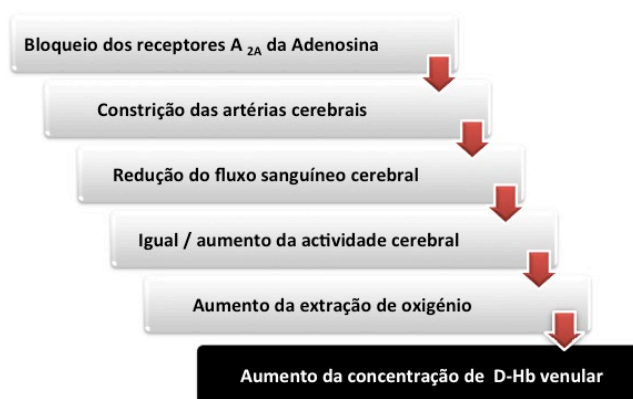 Bloqueio dos receptores A 2A da Adenosina
Constrição das artérias cerebrais
Redução do fluxo sanguíneo cerebral
Igual / aumento da actividade cerebral
Aumento da extração de oxigénio
Aumento da concentração de D-Hb venular